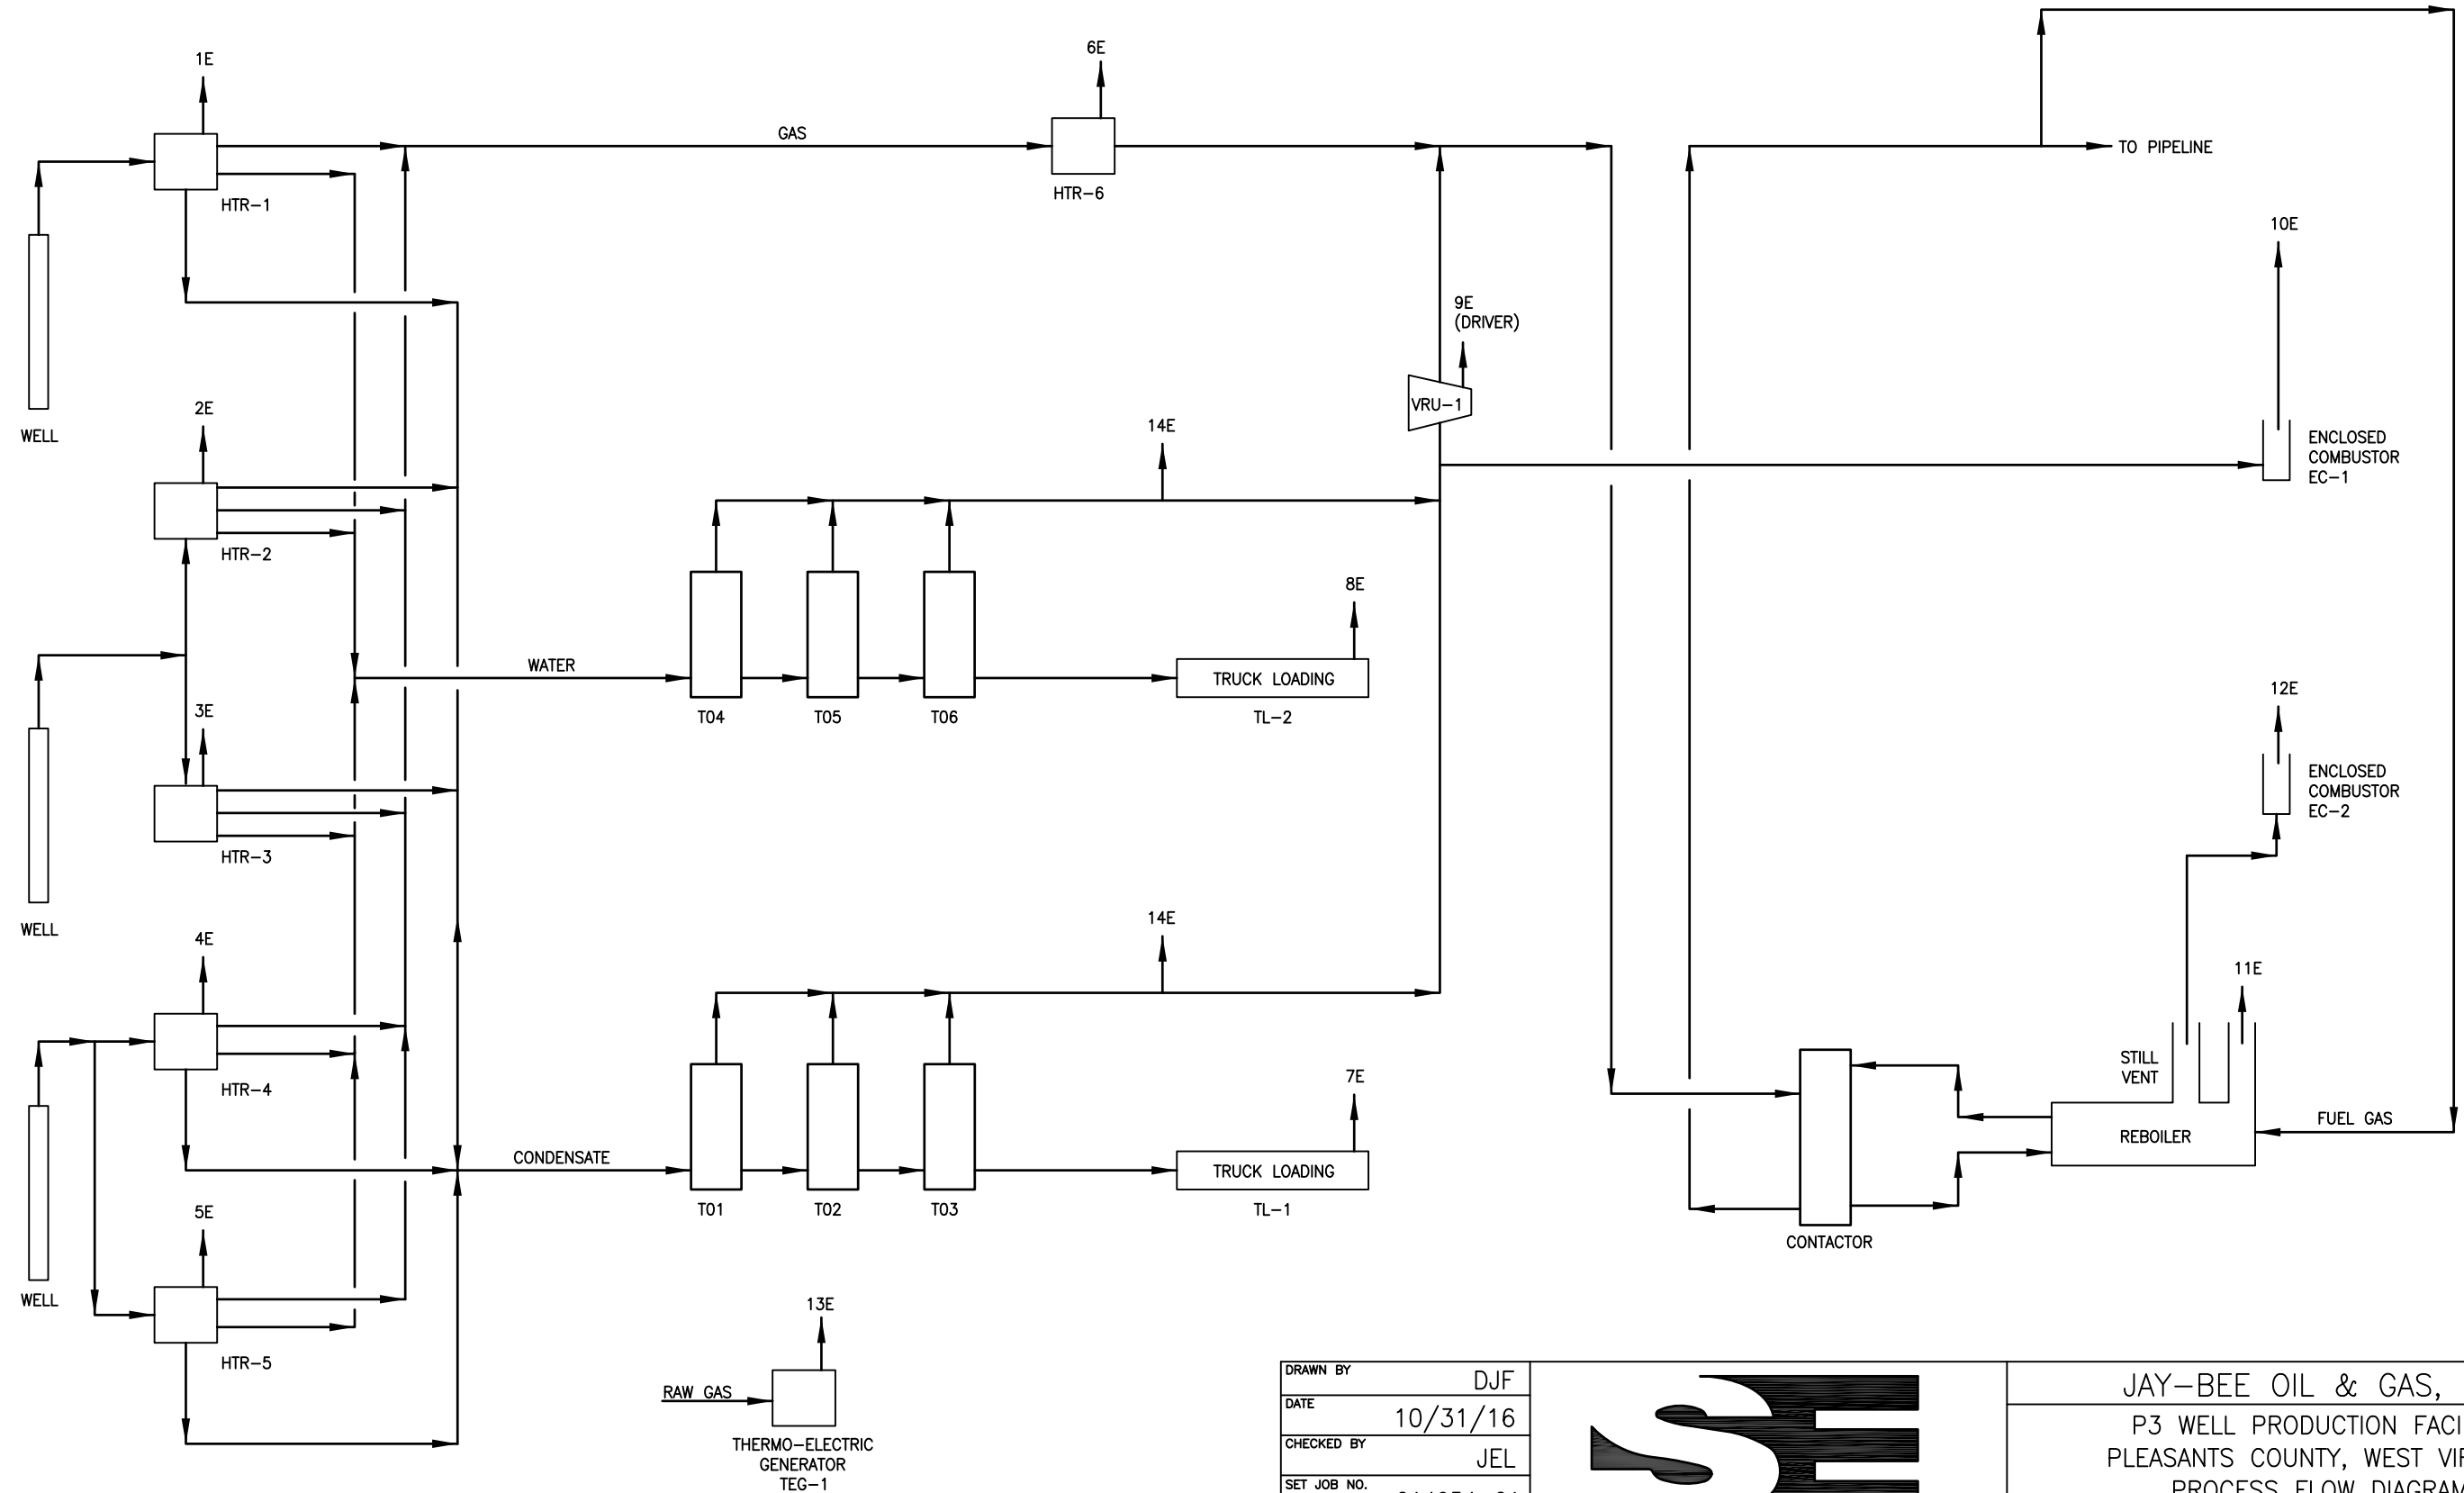 1E
6E
GAS
TO PIPELINE
HTR-1
HTR-6
10E
9E
(DRIVER)
VRU-1
2E
WELL
14E
ENCLOSED
COMBUSTOR
EC-1
HTR-2
8E
WATER
TRUCK LOADING
12E
3E
T04
T05
T06
TL-2
ENCLOSED
COMBUSTOR
EC-2
HTR-3
WELL
4E
14E
11E
STILL
VENT
7E
HTR-4
FUEL GAS
REBOILER
CONDENSATE
TRUCK LOADING
5E
T01
T02
T03
TL-1
CONTACTOR
WELL
13E
HTR-5
RAW GAS
THERMO-ELECTRIC
GENERATOR
TEG-1
DRAWN BY
DJF
DATE
10/31/16
CHECKED BY
JEL
SET JOB NO.
SE
JAY-BEE OIL & GAS,
P3 WELL PRODUCTION FACI
PLEASANTS COUNTY, WEST VI
PROCESS FLOW DIAGRAM